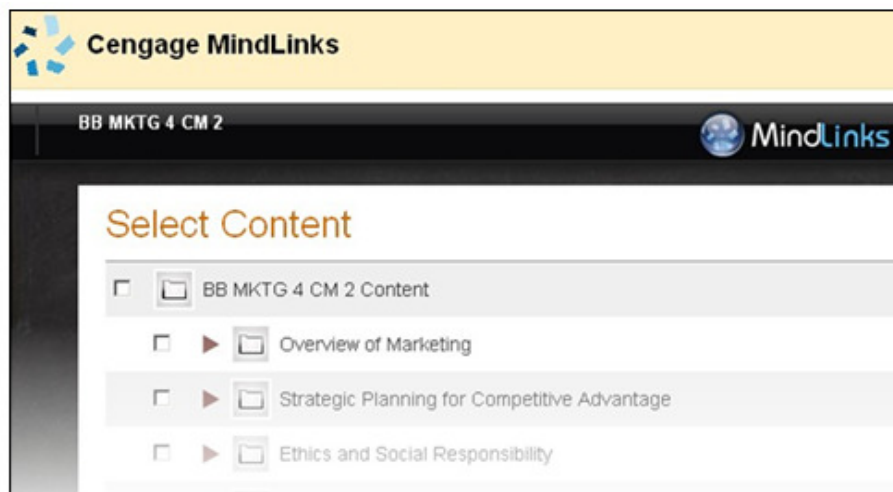 Cengage MindLinks
BB MKTG 4 CM 2
MindLinks
Select Content
BB MKTG 4 CM 2 Content
Overview of Marketing
Strategic Planning for Competitive Advantage
Ethics and Social Responsibility